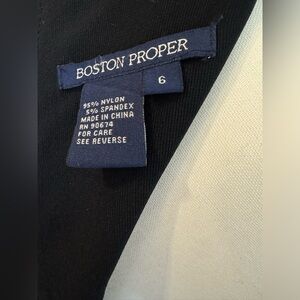 BOSTON PROPER
6
95% NYLON
5% SPANDEX
MADE IN CHINA
RN 90674
FOR CARE
SEE REVERSE